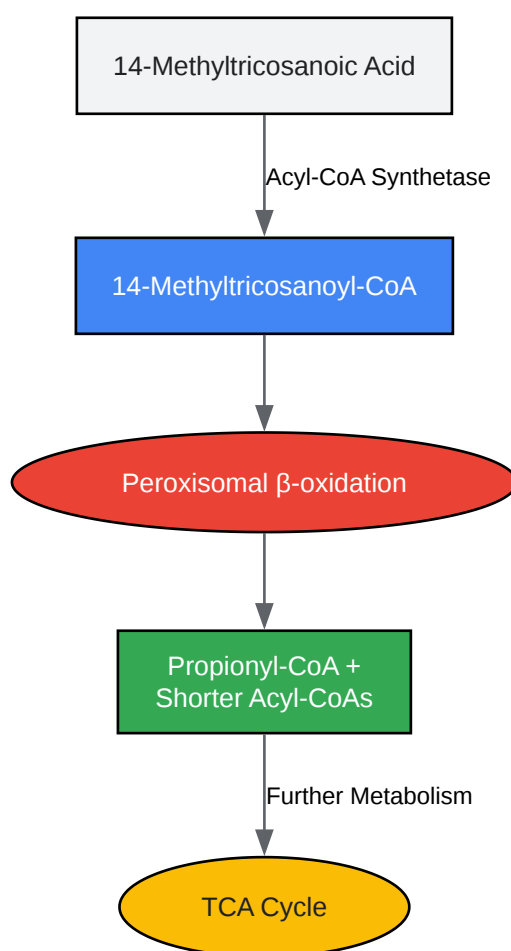 14-Methyltricosanoic Acid
Acyl-CoA Synthetase
14-Methyltricosanoyl-CoA
Peroxisomal β-oxidation
Propionyl-CoA +
Shorter Acyl-CoAs
Further Metabolism
TCA Cycle